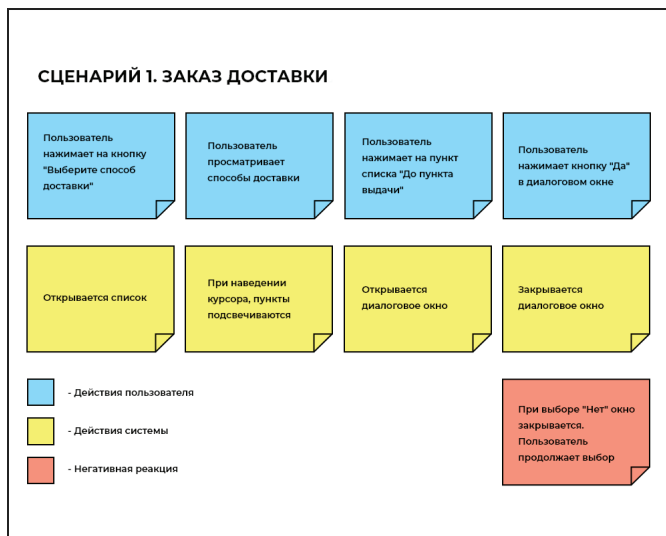 СЦЕНАРИЙ 1. ЗАКАЗ ДОСТАВКИ
Пользователь
нажимает на кнопку
"Выберите способ
доставки"
Пользователь
просматривает
способы доставки
Пользователь
нажимает на пункт
списка "До пункта
выдачи"
Пользователь
нажимает кнопку "Да"
в диалоговом окне
Открывается список
При наведении
курсора, пункты
подсвечиваются
Открывается
диалоговое окно
Закрывается
диалоговое окно
- Действия пользователя
- Действия системы
- Негативная реакция
При выборе "Нет" окно
закрывается.
Пользователь
продолжает выбор